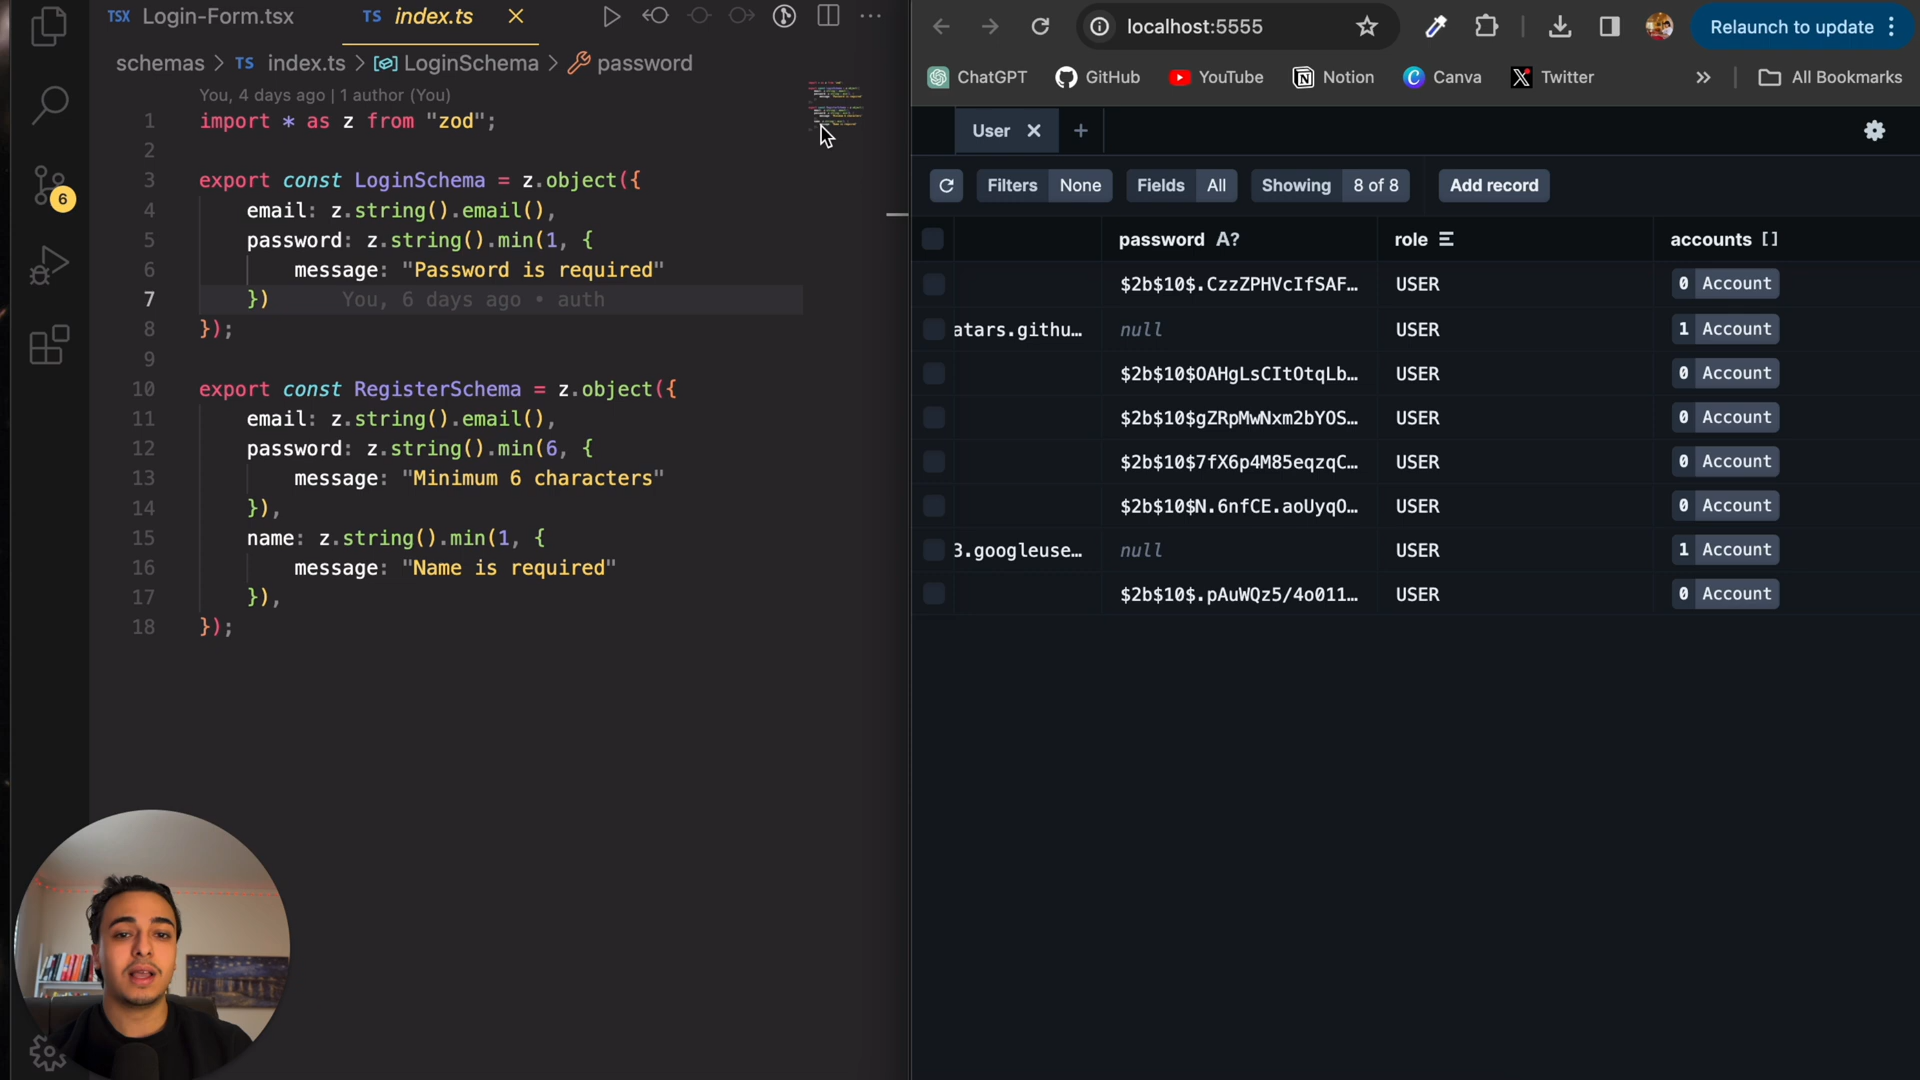 TSX Login-Form.tsx
TS index.ts
schemas > TS index.ts > LoginSchema > password
You, 4 days ago | 1 author (You)
1 import * as z from "zod";
2
3 export const LoginSchema = z.object({
4 email: z.string().email(),
5 password: z.string().min(1, {
6 message: "Password is required"
7 }) You, 6 days ago • auth
8 });
9
10 export const RegisterSchema = z.object({
11 email: z.string().email(),
12 password: z.string().min(6, {
13 message: "Minimum 6 characters"
14 }),
15 name: z.string().min(1, {
16 message: "Name is required"
17 }),
18 });
6
localhost:5555
Relaunch to update
ChatGPT GitHub YouTube Notion Canva Twitter » All Bookmarks
User
Filters None Fields All Showing 8 of 8 Add record
password A? role accounts []
$2b$10$.CzzZPHVcIfSAF… USER 0 Account
atars.githu… null USER 1 Account
$2b$10$OAHgLsCItOtqLb… USER 0 Account
$2b$10$gZRpMwNxm2bYOS… USER 0 Account
$2b$10$7fX6p4M85eqzqC… USER 0 Account
$2b$10$N.6nfCE.aoUyqO… USER 0 Account
3.googleuse… null USER 1 Account
$2b$10$.pAuWQz5/4o011… USER 0 Account